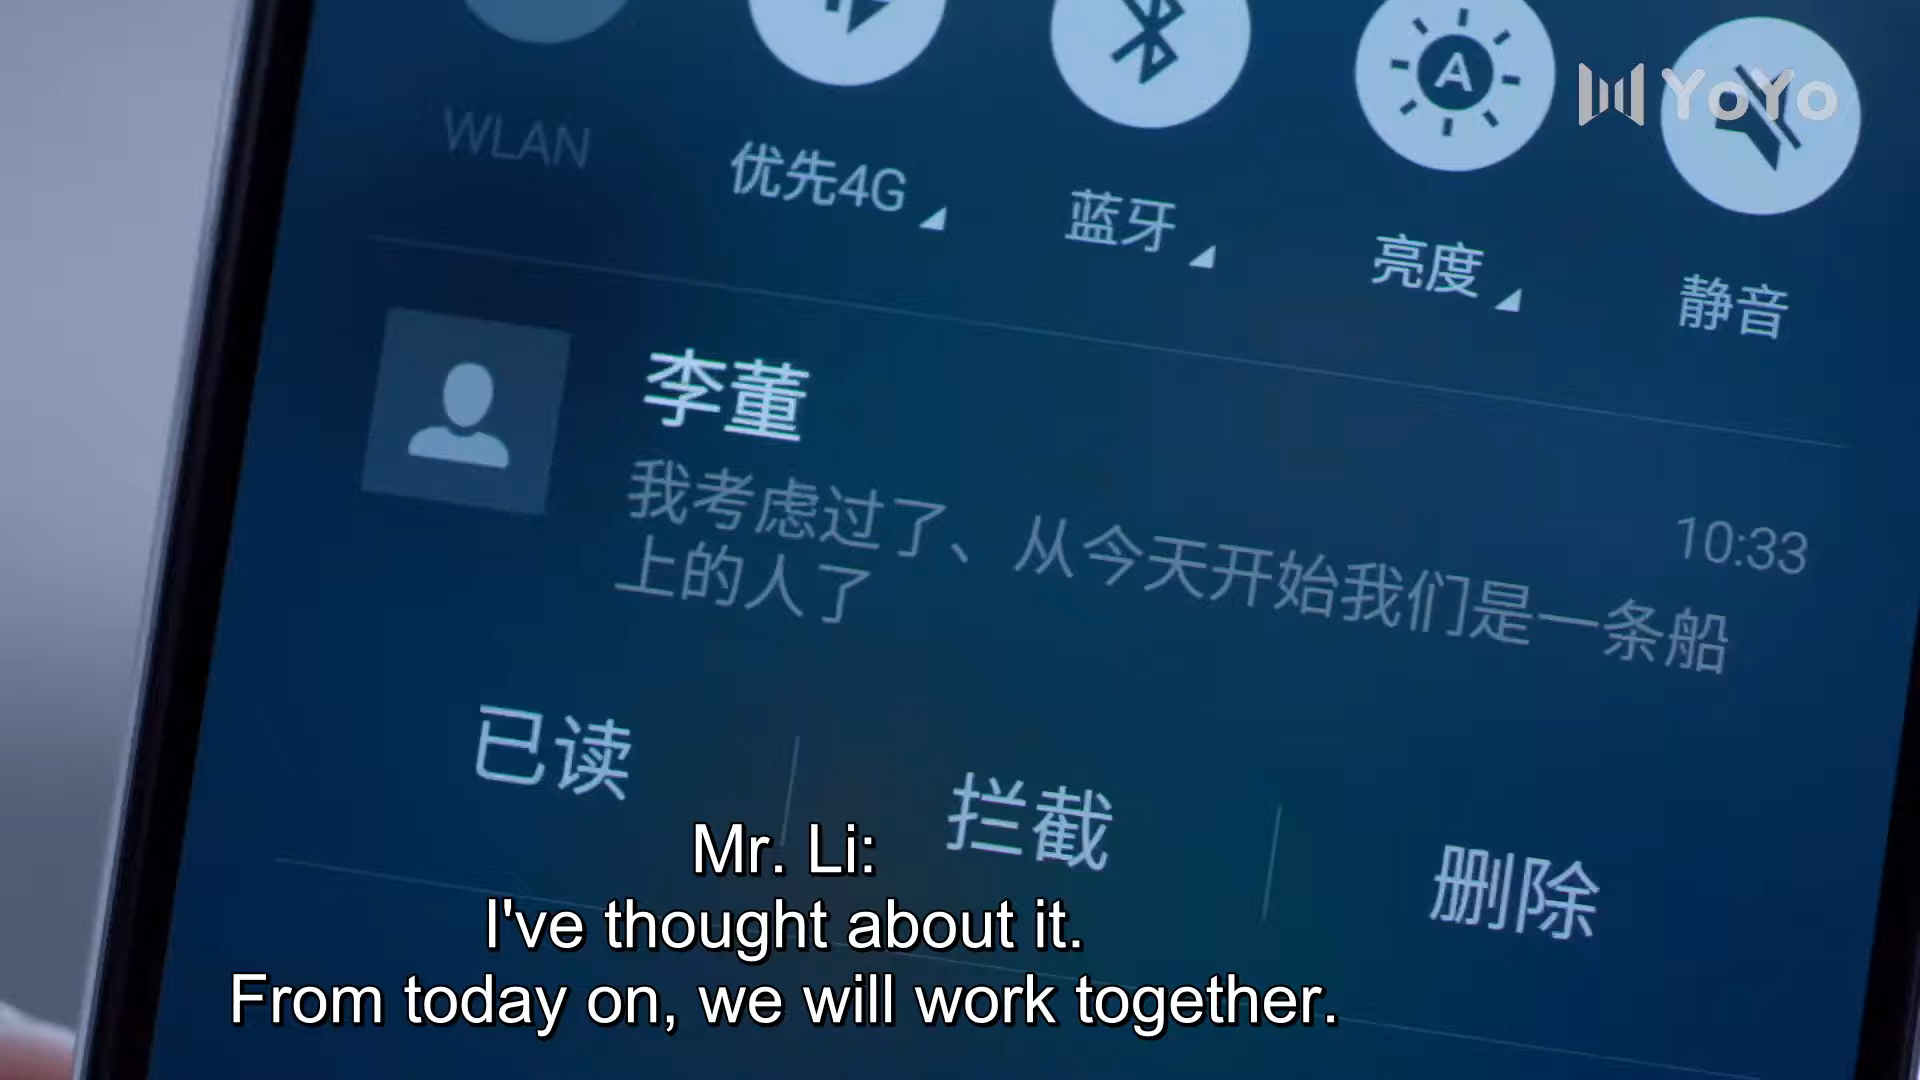 YoYo
WLAN
优先4G
蓝牙
亮度
静音
李董
10:33
我考虑过了、从今天开始我们是一条船
上的人了
已读
拦截
删除
Mr. Li:
I've thought about it.
From today on, we will work together.